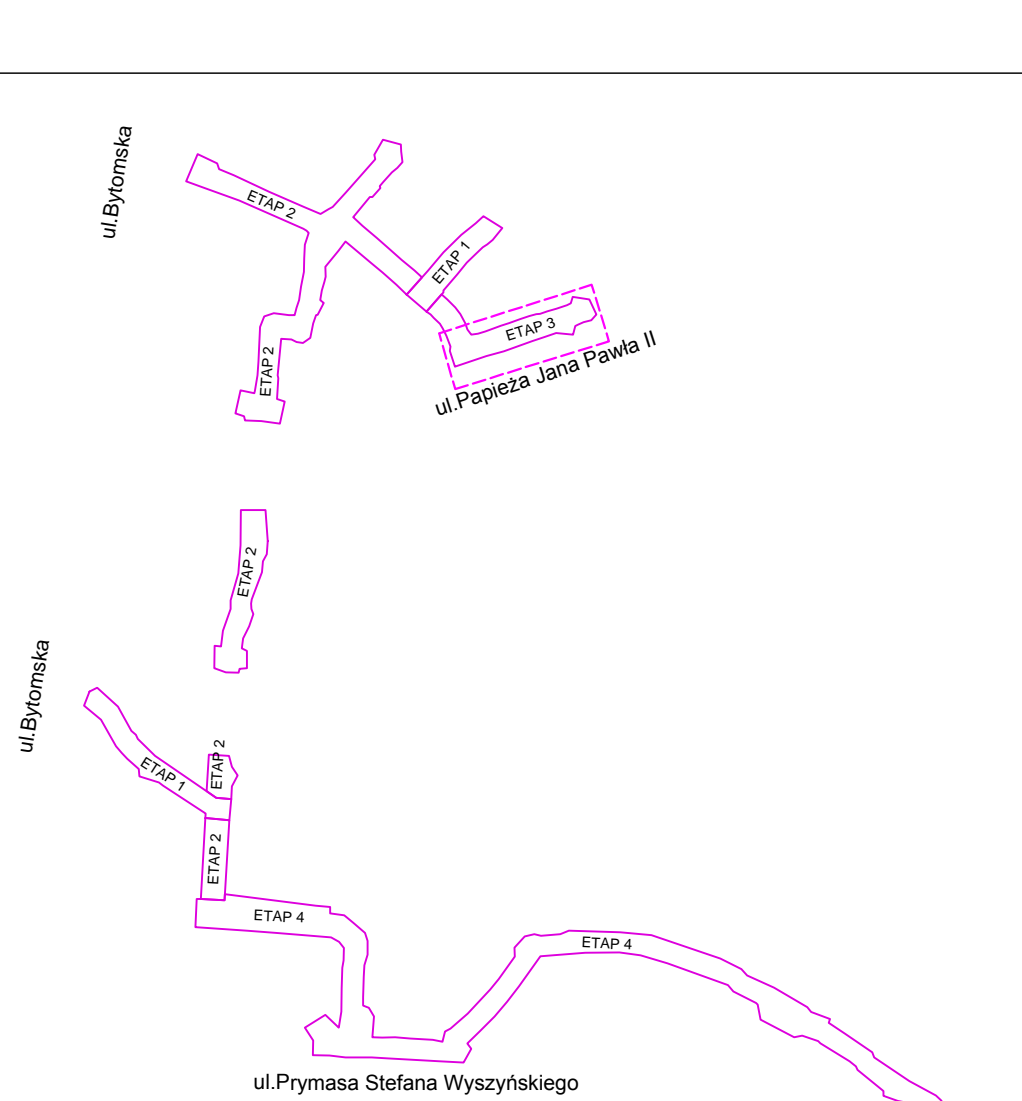 ul.Bytomska
ETAP 2
ETAP 1
ETAP 3
ETAP 2
ul.Papieża Jana Pawła II
ETAP 2
ul.Bytomska
ETAP 2
ETAP 1
ETAP 2
ETAP 4
ETAP 4
ul.Prymasa Stefana Wyszyńskiego